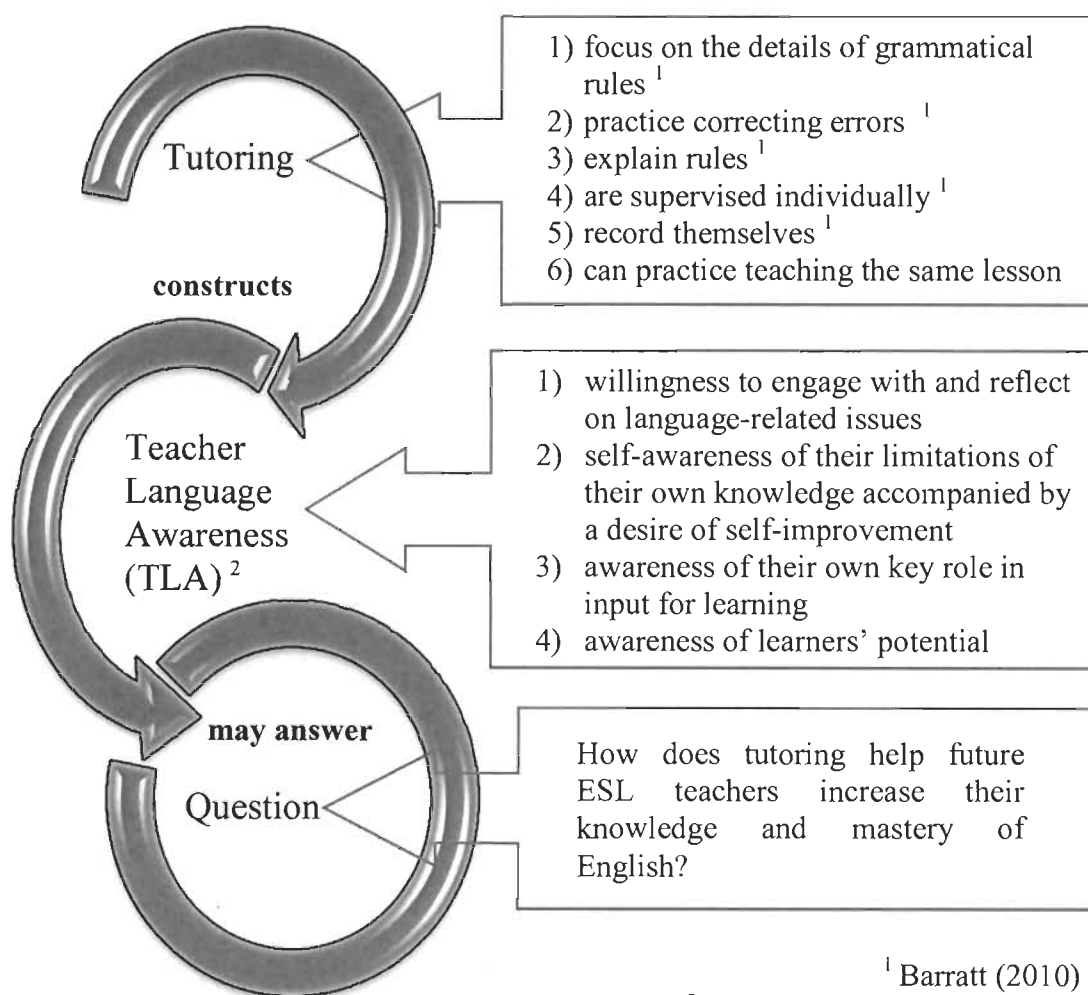 1) focus on the details of grammatical
rules ¹
2) practice correcting errors ¹
3) explain rules ¹
4) are supervised individually ¹
5) record themselves ¹
6) can practice teaching the same lesson
Tutoring
constructs
1) willingness to engage with and reflect
on language-related issues
2) self-awareness of their limitations of
their own knowledge accompanied by
a desire of self-improvement
3) awareness of their own key role in
input for learning
4) awareness of learners’ potential
Teacher
Language
Awareness
(TLA) ²
may answer
Question
How does tutoring help future
ESL teachers increase their
knowledge and mastery of
English?
¹ Barratt (2010)